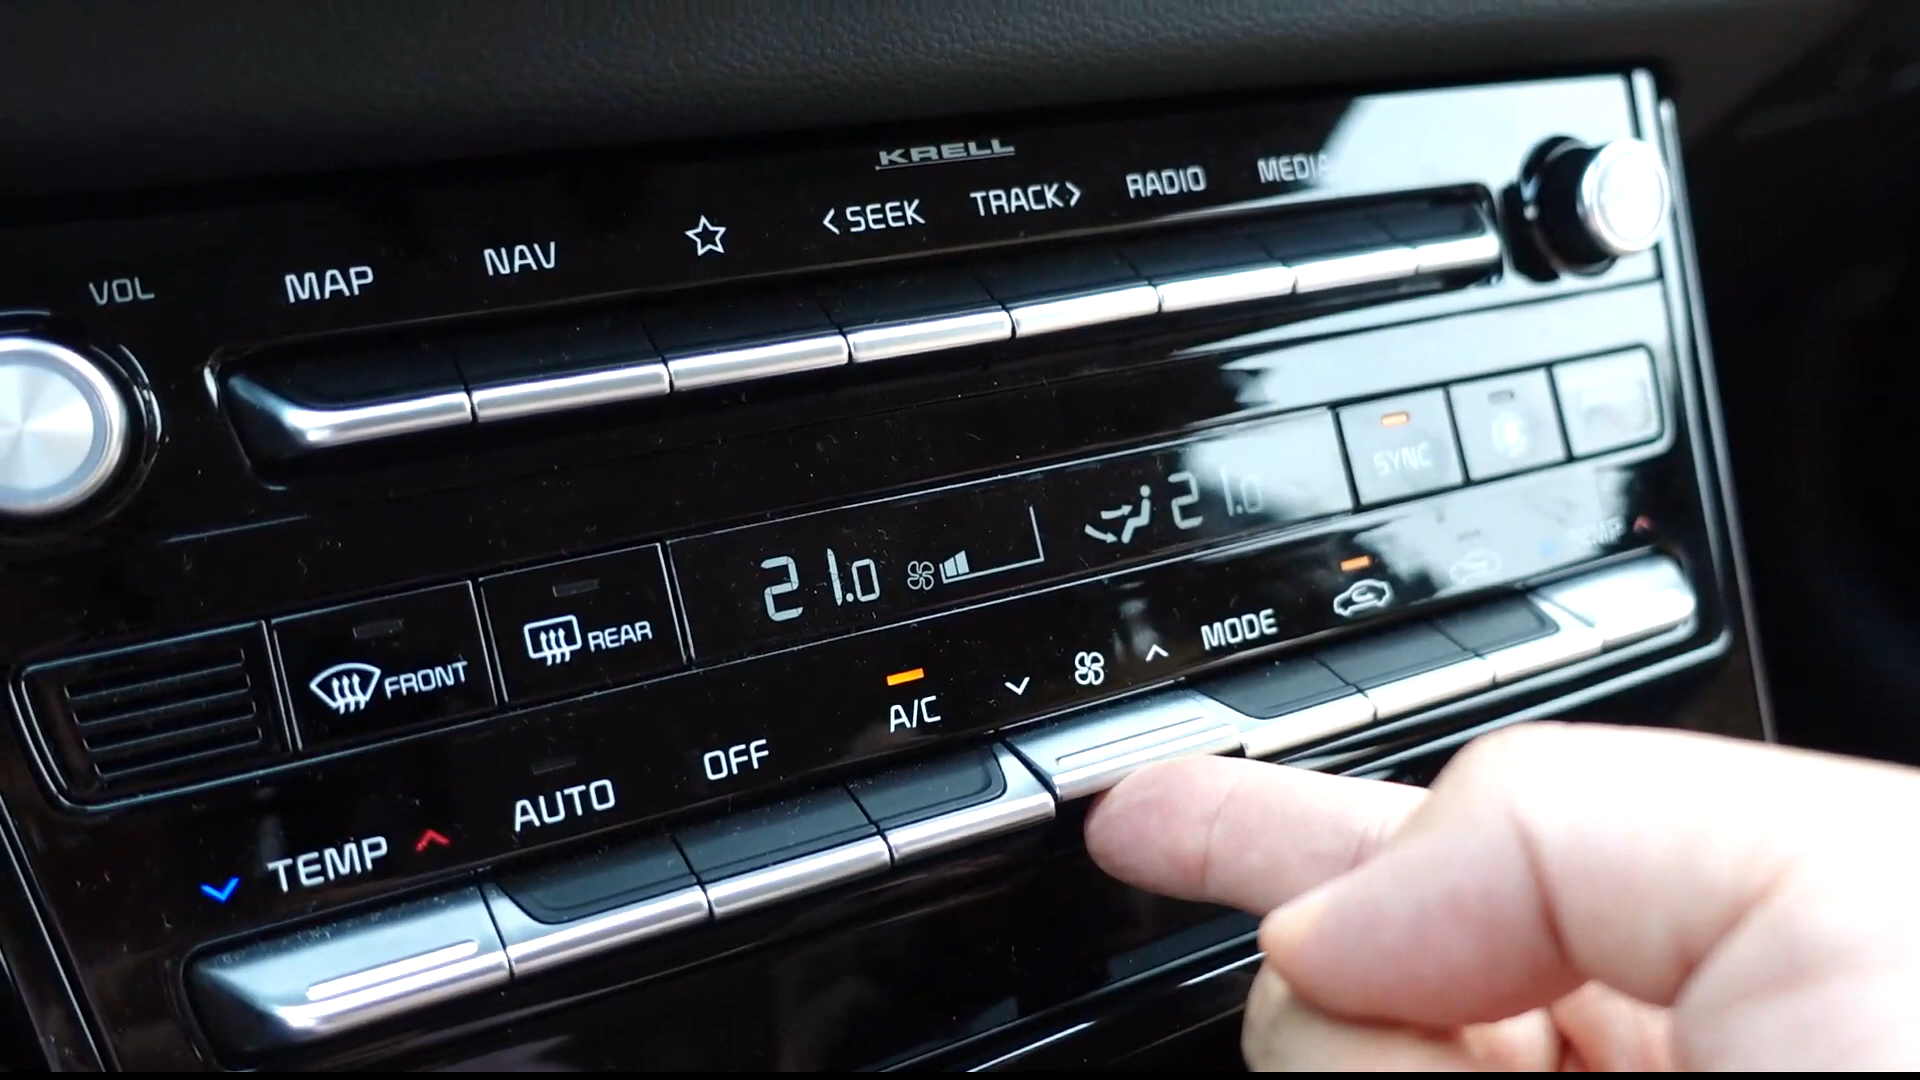 KRELL
VOL
MAP
NAV
<SEEK
TRACK>
RADIO
MEDIA
SYNC
FRONT
REAR
21.0
21.0
TEMP
AUTO
OFF
A/C
MODE
TEMP